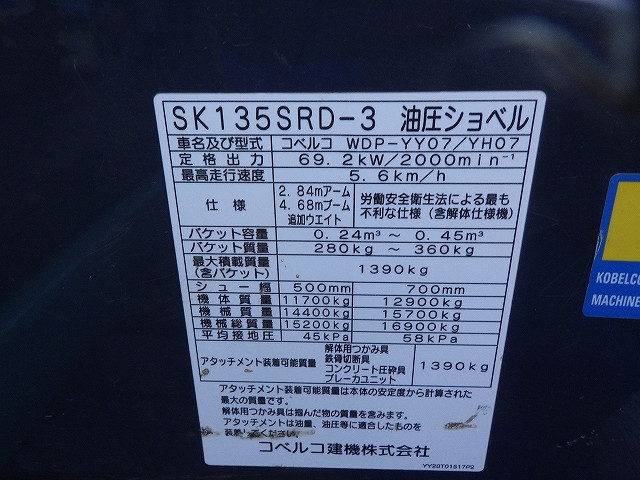 SK135SRD-3 油圧ショベル
車名及び型式 コベルコ WDP-YY07/YH07
定格出力 69.2kW/2000min⁻¹
最高走行速度 5.6km/h
仕様 2.84mアーム 4.68mブーム 追加ウエイト 労働安全衛生法による最も不利な仕様(含解体仕様機)
バケット容量 0.24m³ ~ 0.45m³
バケット質量 280kg ~ 360kg
最大積載質量(含バケット) 1390kg
シュー幅 500mm 700mm
機体質量 11700kg 12900kg
機械質量 14400kg 15700kg
機械総質量 15200kg 16900kg
平均接地圧 45kPa 58kPa
アタッチメント装着可能質量 解体用つかみ具 鉄骨切断具 コンクリート圧砕具 ブレーカユニット 1390kg
アタッチメント装着可能質量は本体の安定度から計算された
最大の質量です。
解体用つかみ具は掴んだ物の質量を含みます。
アタッチメントは油量、油圧等に適合したものを
装着してください。
コベルコ建機株式会社
YY20T01517P2
KOBELCO
MACHINE